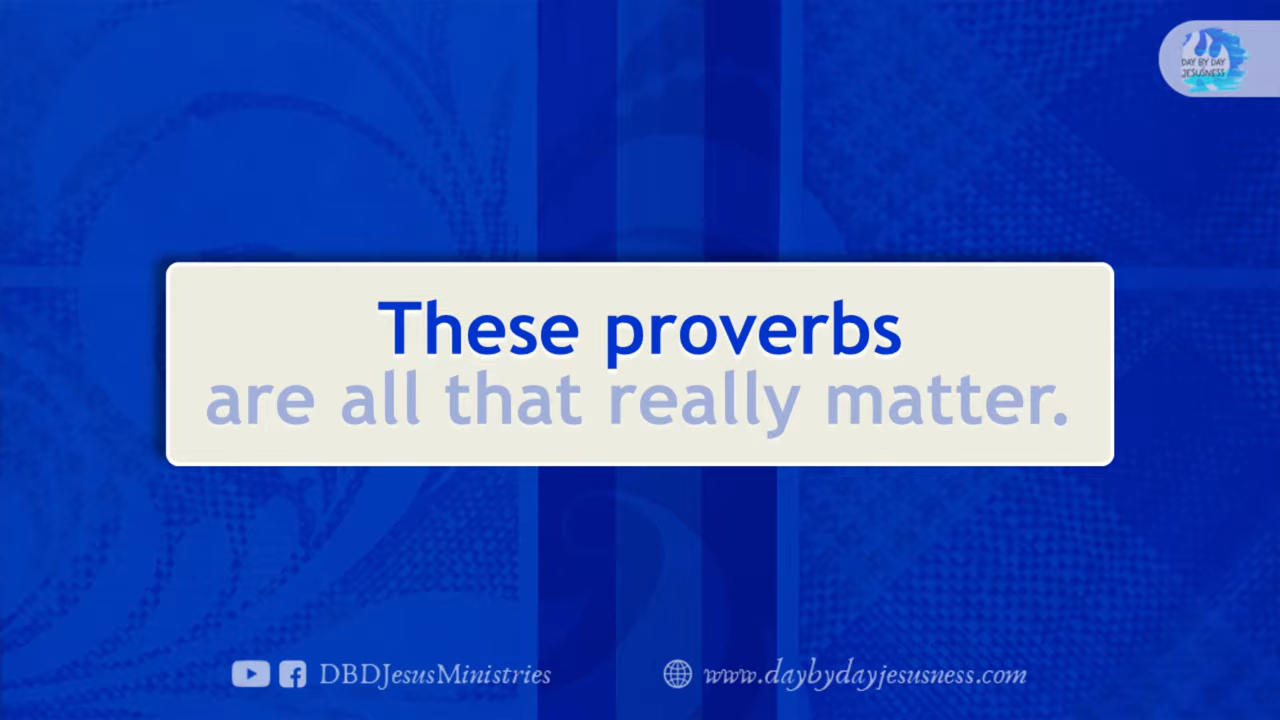 DAY BY DAY
JESUSNESS
These proverbs
are all that really matter.
DBDJesusMinistries
www.daybydayjesusness.com